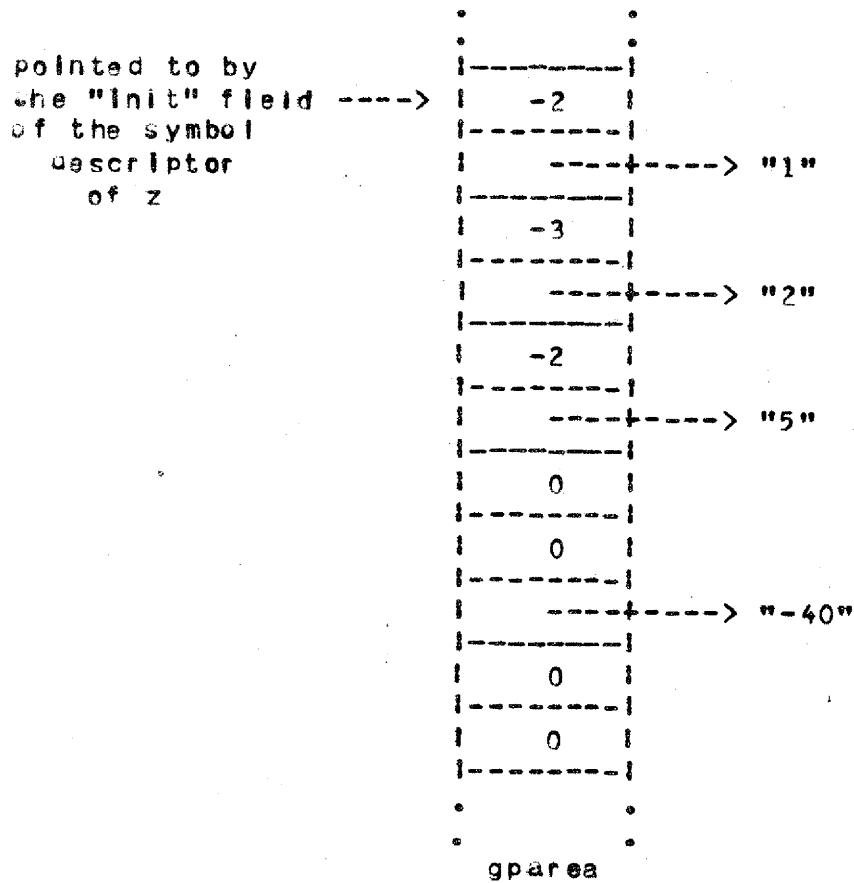 pointed to by
the "init" field ----> -2
of the symbol
descriptor ---------> "1"
of z
-3
---------> "2"
-2
---------> "5"
0
0
---------> "-40"
0
0
gparea